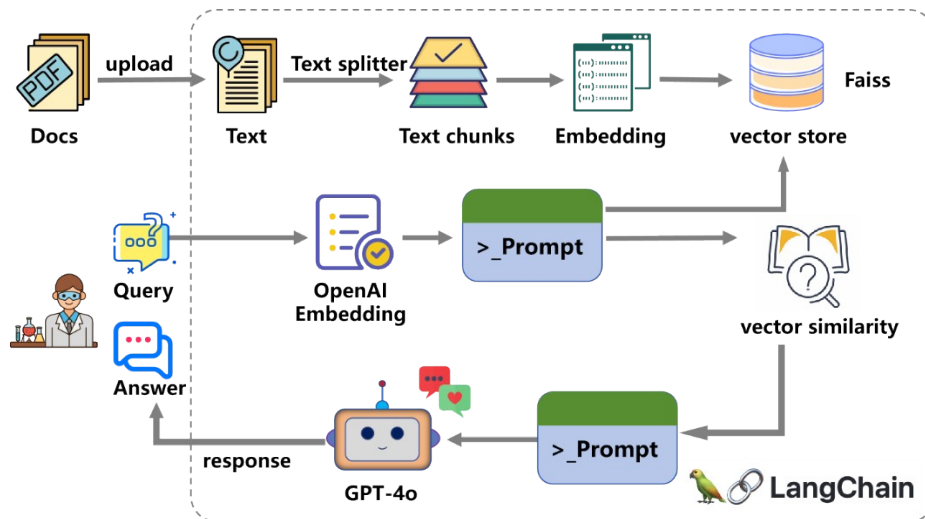 PDF
upload
Text splitter
Faiss
Docs
Text
Text chunks
Embedding
vector store
>_Prompt
Query
OpenAI
Embedding
vector similarity
Answer
>_Prompt
response
GPT-4o
LangChain